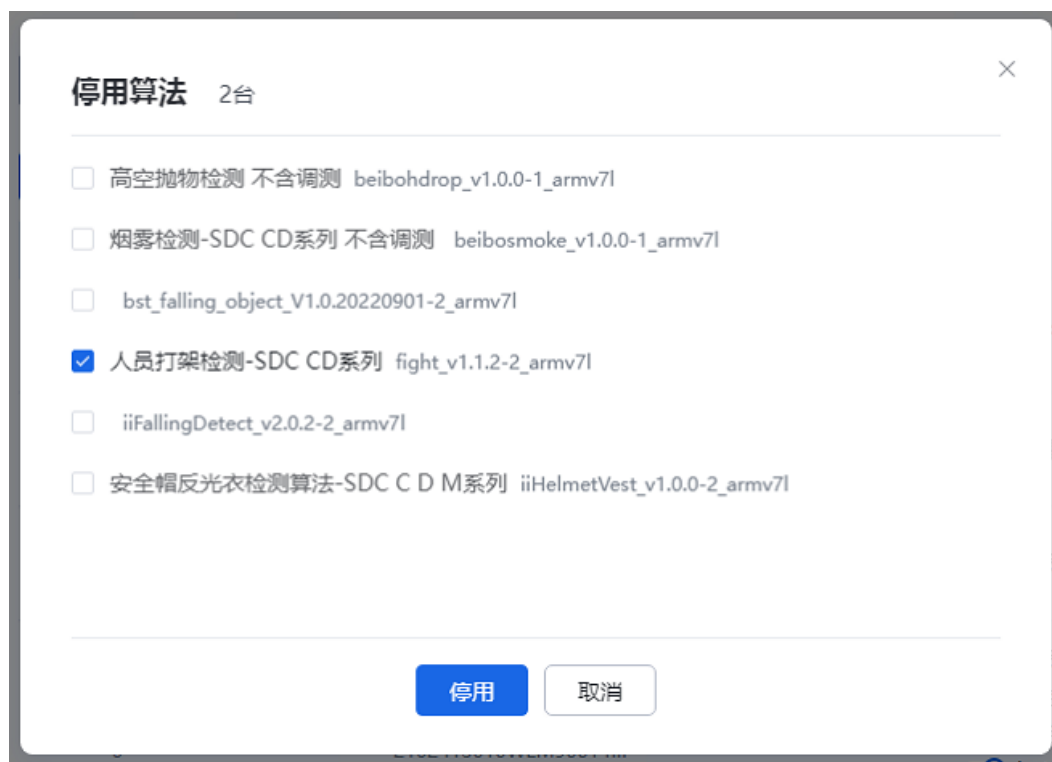 停用算法 2台
高空抛物检测 不含调测 beibohdrop_v1.0.0-1_armv7l
烟雾检测-SDC CD系列 不含调测 beibosmoke_v1.0.0-1_armv7l
bst_falling_object_V1.0.20220901-2_armv7l
人员打架检测-SDC CD系列 fight_v1.1.2-2_armv7l
iiFallingDetect_v2.0.2-2_armv7l
安全帽反光衣检测算法-SDC C D M系列 iiHelmetVest_v1.0.0-2_armv7l
停用 取消